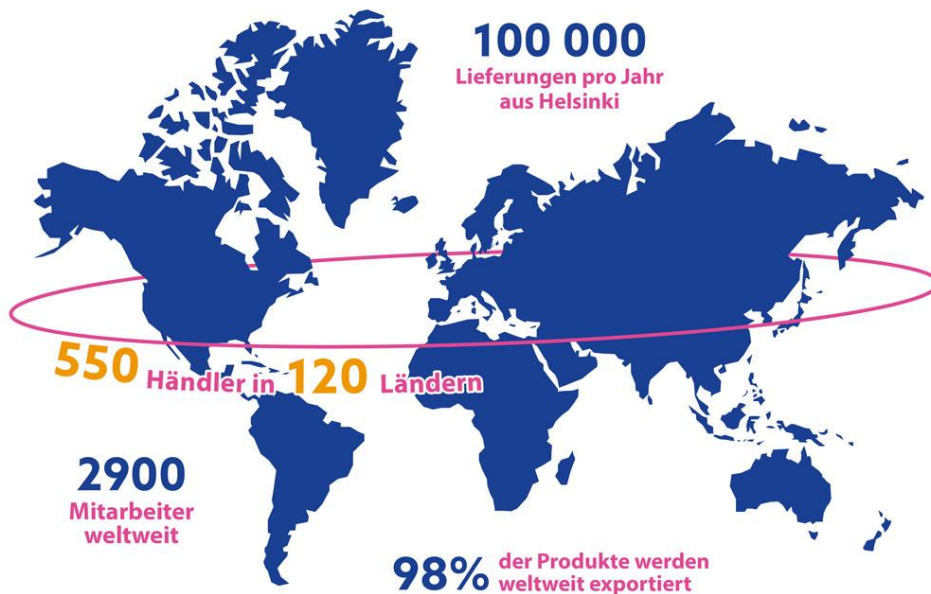 100 000
Lieferungen pro Jahr
aus Helsinki
550 Händler in 120 Ländern
2900
Mitarbeiter
weltweit
98% der Produkte werden
weltweit exportiert